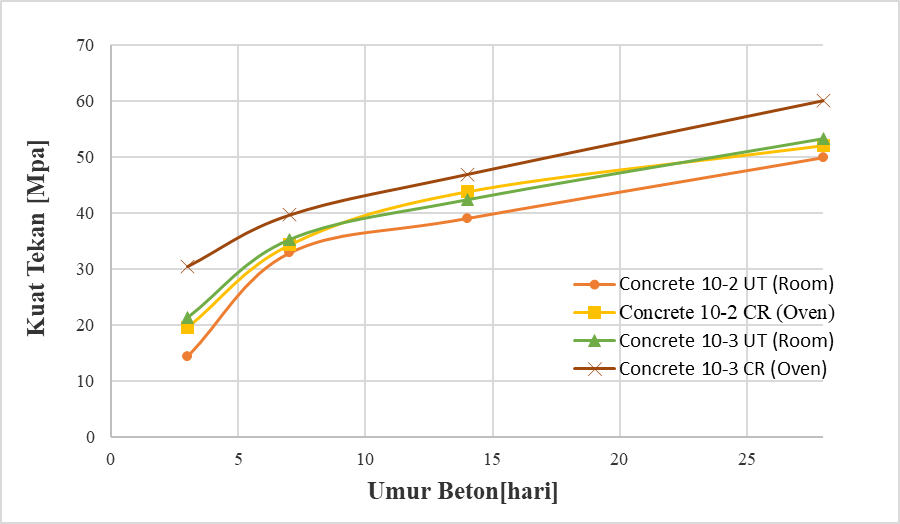 70
60
50
40
30
20
10
0
0 5 10 15 20 25
Kuat Tekan [Mpa]
Umur Beton[hari]
Concrete 10-2 UT (Room)
Concrete 10-2 CR (Oven)
Concrete 10-3 UT (Room)
Concrete 10-3 CR (Oven)